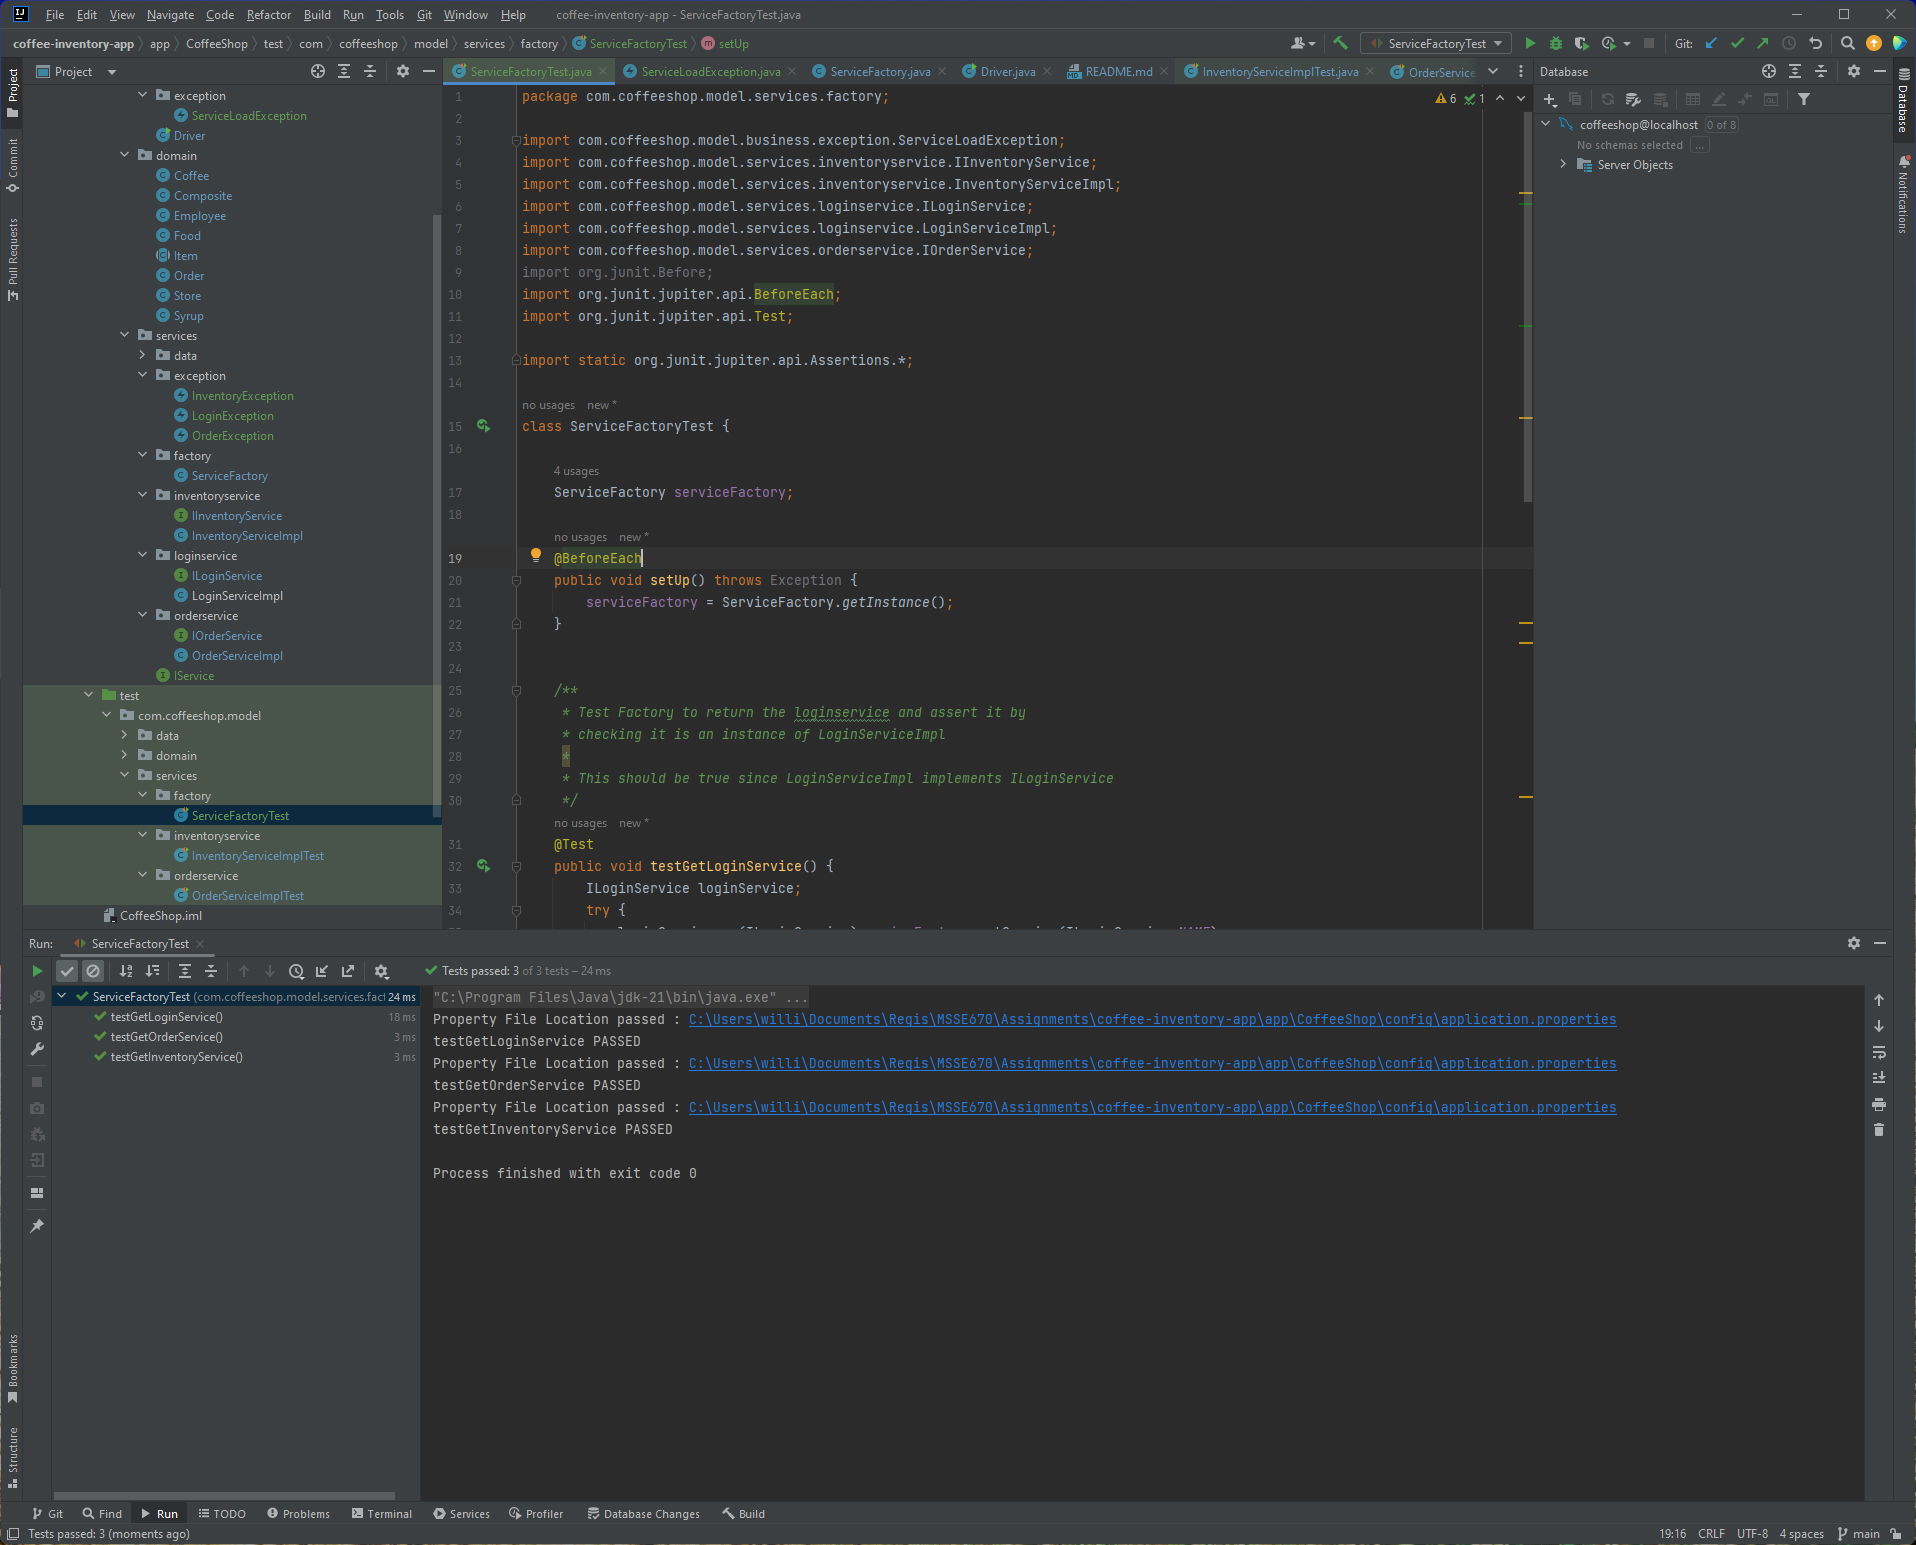 File Edit View Navigate Code Refactor Build Run Tools Git Window Help coffee-inventory-app - ServiceFactoryTest.java
coffee-inventory-app app CoffeeShop test com coffeeshop model services factory ServiceFactoryTest setUp ServiceFactoryTest Git:
Project
ServiceFactoryTest.java ServiceLoadException.java ServiceFactory.java Driver.java README.md InventoryServiceImplTest.java OrderService
Database
Project
Commit
Pull Requests
Bookmarks
Structure
exception
ServiceLoadException
Driver
domain
Coffee
Composite
Employee
Food
Item
Order
Store
Syrup
services
data
exception
InventoryException
LoginException
OrderException
factory
ServiceFactory
inventoryservice
IInventoryService
InventoryServiceImpl
loginservice
ILoginService
LoginServiceImpl
orderservice
IOrderService
OrderServiceImpl
IService
test
com.coffeeshop.model
data
domain
services
factory
ServiceFactoryTest
inventoryservice
InventoryServiceImplTest
orderservice
OrderServiceImplTest
CoffeeShop.iml
6 1
1 package com.coffeeshop.model.services.factory;
2
3 import com.coffeeshop.model.business.exception.ServiceLoadException;
4 import com.coffeeshop.model.services.inventoryservice.IInventoryService;
5 import com.coffeeshop.model.services.inventoryservice.InventoryServiceImpl;
6 import com.coffeeshop.model.services.loginservice.ILoginService;
7 import com.coffeeshop.model.services.loginservice.LoginServiceImpl;
8 import com.coffeeshop.model.services.orderservice.IOrderService;
9 import org.junit.Before;
10 import org.junit.jupiter.api.BeforeEach;
11 import org.junit.jupiter.api.Test;
12
13 import static org.junit.jupiter.api.Assertions.*;
14
no usages new *
15 class ServiceFactoryTest {
16
4 usages
17 ServiceFactory serviceFactory;
18
no usages new *
19 @BeforeEach
20 public void setUp() throws Exception {
21 serviceFactory = ServiceFactory.getInstance();
22 }
23
24
25 /**
26 * Test Factory to return the loginservice and assert it by
27 * checking it is an instance of LoginServiceImpl
28 *
29 * This should be true since LoginServiceImpl implements ILoginService
30 */
no usages new *
31 @Test
32 public void testGetLoginService() {
33 ILoginService loginService;
34 try {
coffeeshop@localhost 0 of 8
No schemas selected ...
Server Objects
Database
Notifications
Run: ServiceFactoryTest
Tests passed: 3 of 3 tests – 24 ms
ServiceFactoryTest (com.coffeeshop.model.services.fact 24 ms
testGetLoginService() 18 ms
testGetOrderService() 3 ms
testGetInventoryService() 3 ms
"C:\Program Files\Java\jdk-21\bin\java.exe" ...
Property File Location passed : C:\Users\willi\Documents\Regis\MSSE670\Assignments\coffee-inventory-app\app\CoffeeShop\config\application.properties
testGetLoginService PASSED
Property File Location passed : C:\Users\willi\Documents\Regis\MSSE670\Assignments\coffee-inventory-app\app\CoffeeShop\config\application.properties
testGetOrderService PASSED
Property File Location passed : C:\Users\willi\Documents\Regis\MSSE670\Assignments\coffee-inventory-app\app\CoffeeShop\config\application.properties
testGetInventoryService PASSED
Process finished with exit code 0
Git Find Run TODO Problems Terminal Services Profiler Database Changes Build
Tests passed: 3 (moments ago) 19:16 CRLF UTF-8 4 spaces main